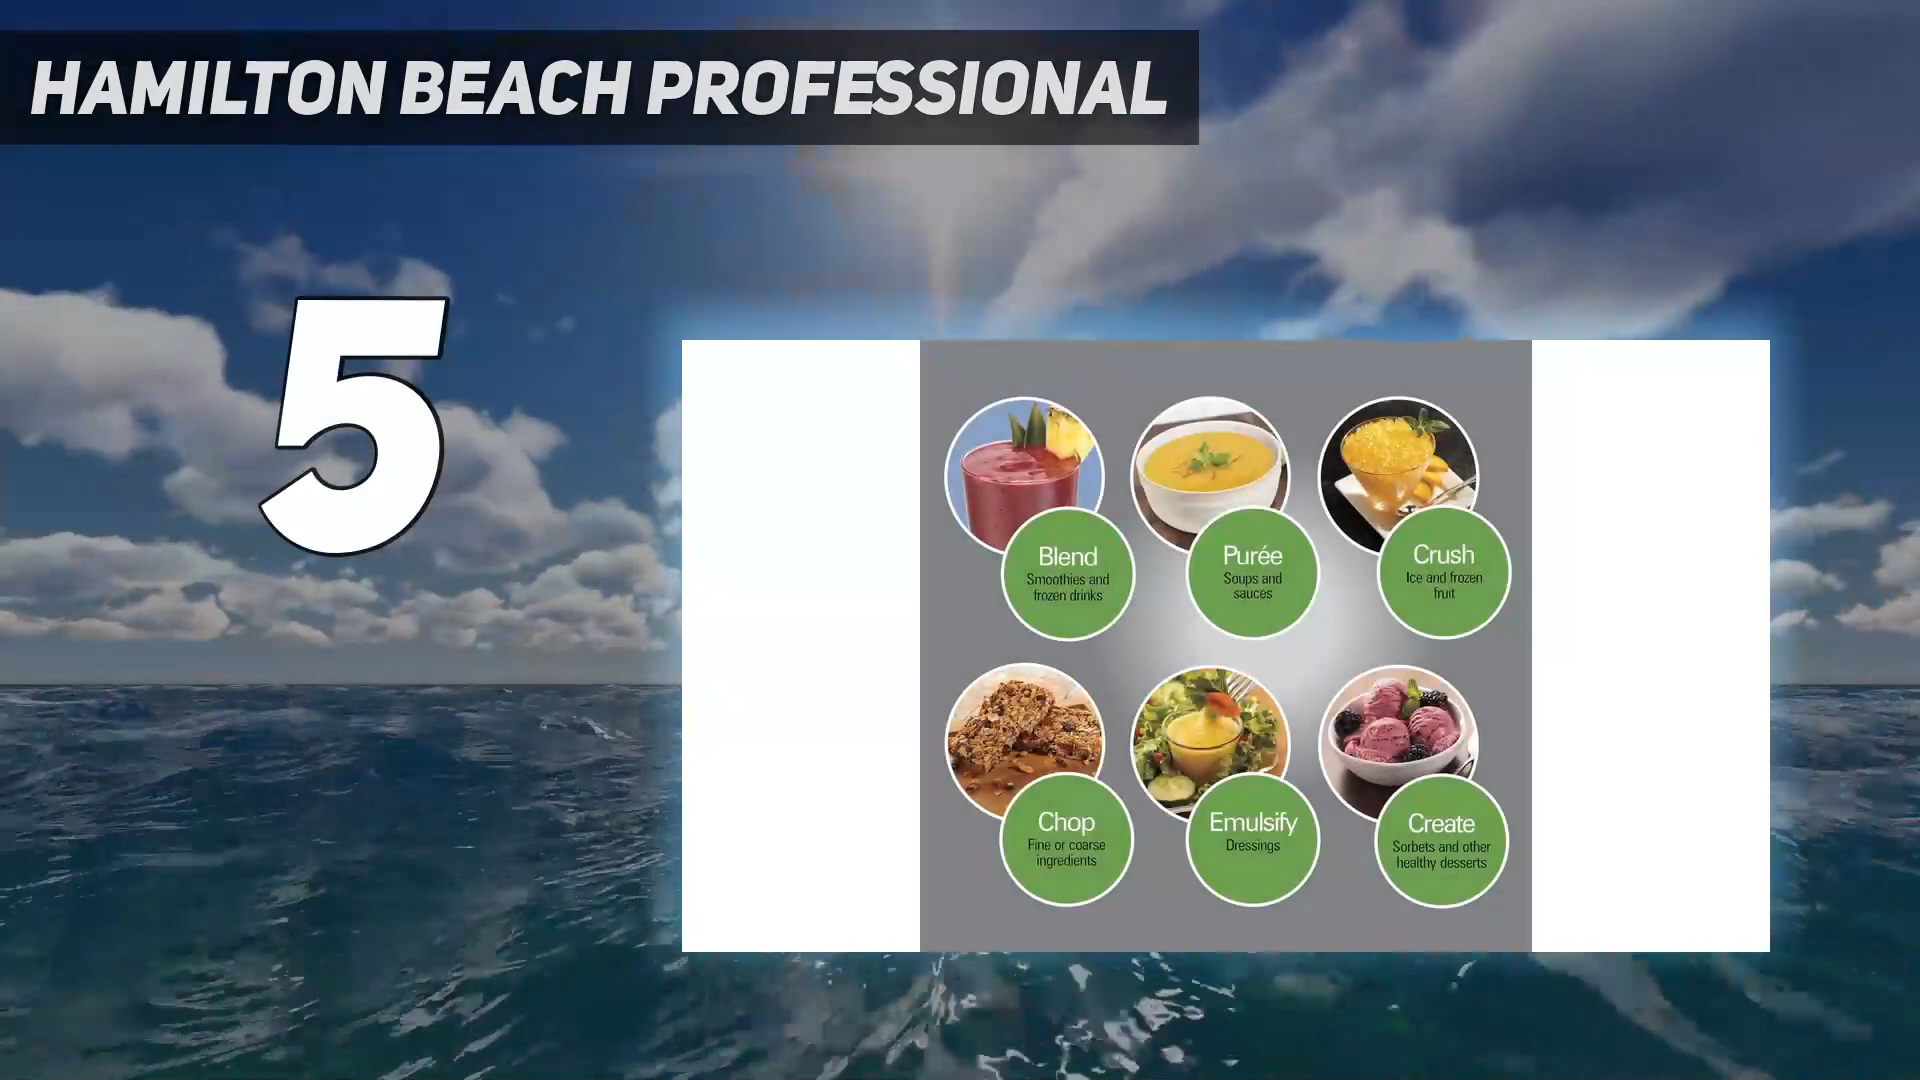 HAMILTON BEACH PROFESSIONAL
5
Blend
Smoothies and
frozen drinks
Purée
Soups and
sauces
Crush
Ice and frozen
fruit
Chop
Fine or coarse
ingredients
Emulsify
Dressings
Create
Sorbets and other
healthy desserts